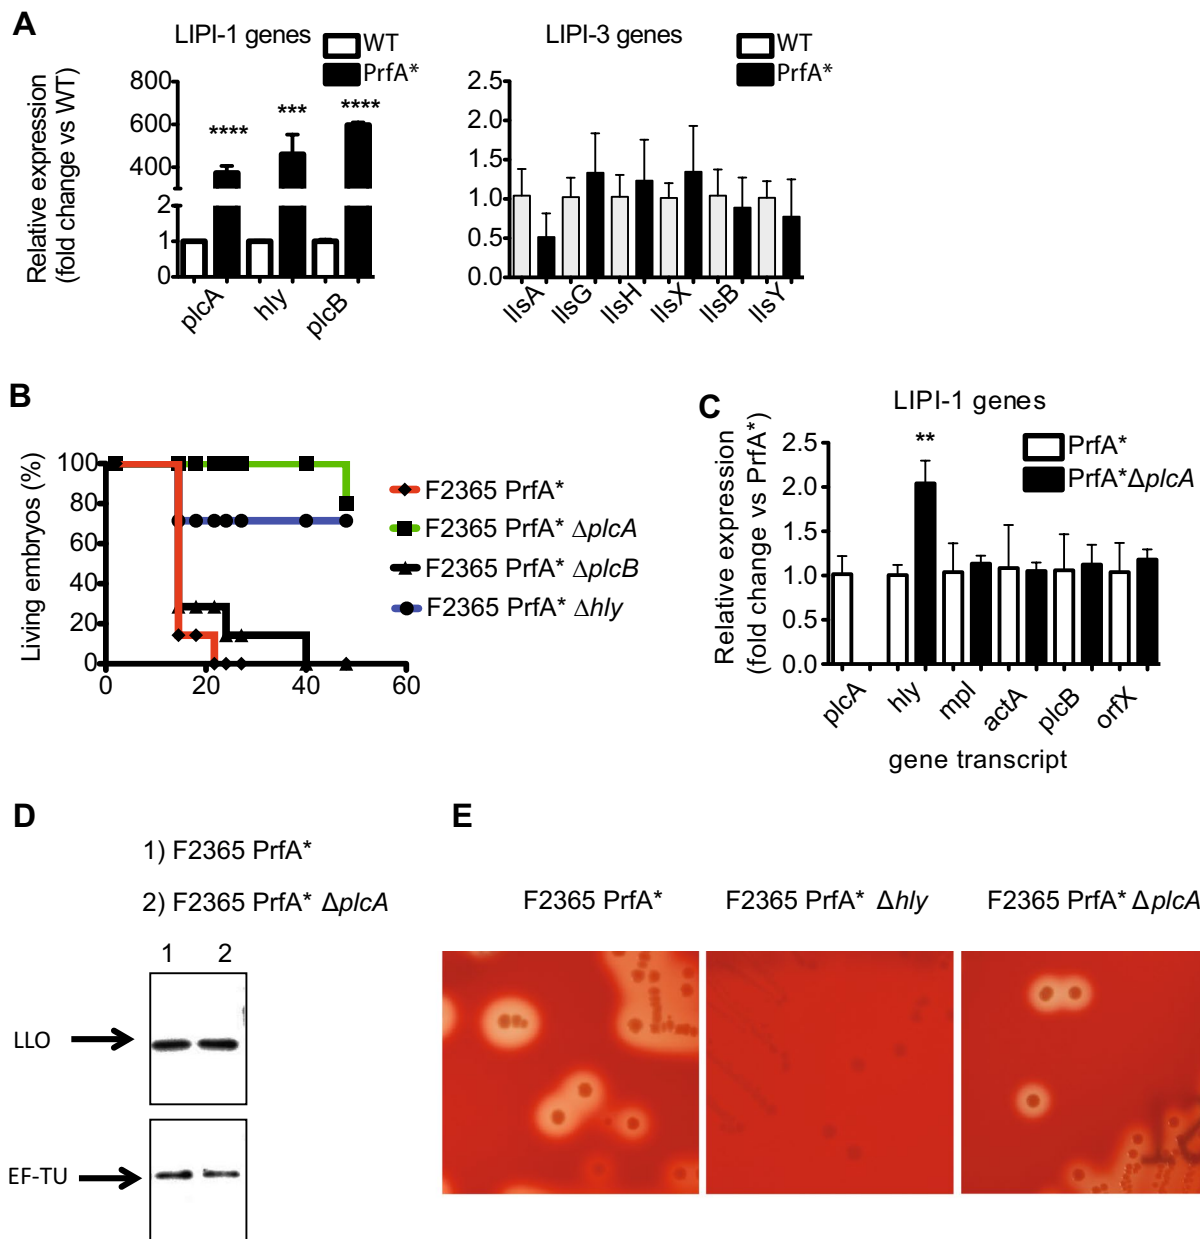 A
LIPI-1 genes
WT
PrfA*
Relative expression
(fold change vs WT)
800
600
400
2
1
0
****
***
****
plcA
hly
plcB
LIPI-3 genes
WT
PrfA*
2.5
2.0
1.5
1.0
0.5
0.0
llsA
llsG
llsH
llsX
llsB
llsY
B
Living embryos (%)
100
80
60
40
20
0
0
20
40
60
F2365 PrfA*
F2365 PrfA* ΔplcA
F2365 PrfA* ΔplcB
F2365 PrfA* Δhly
C
LIPI-1 genes
PrfA*
PrfA*ΔplcA
Relative expression
(fold change vs PrfA*)
2.5
2.0
1.5
1.0
0.5
0.0
**
plcA
hly
mpl
actA
plcB
orfX
gene transcript
D
1) F2365 PrfA*
2) F2365 PrfA* ΔplcA
1 2
LLO
EF-TU
E
F2365 PrfA*
F2365 PrfA* Δhly
F2365 PrfA* ΔplcA